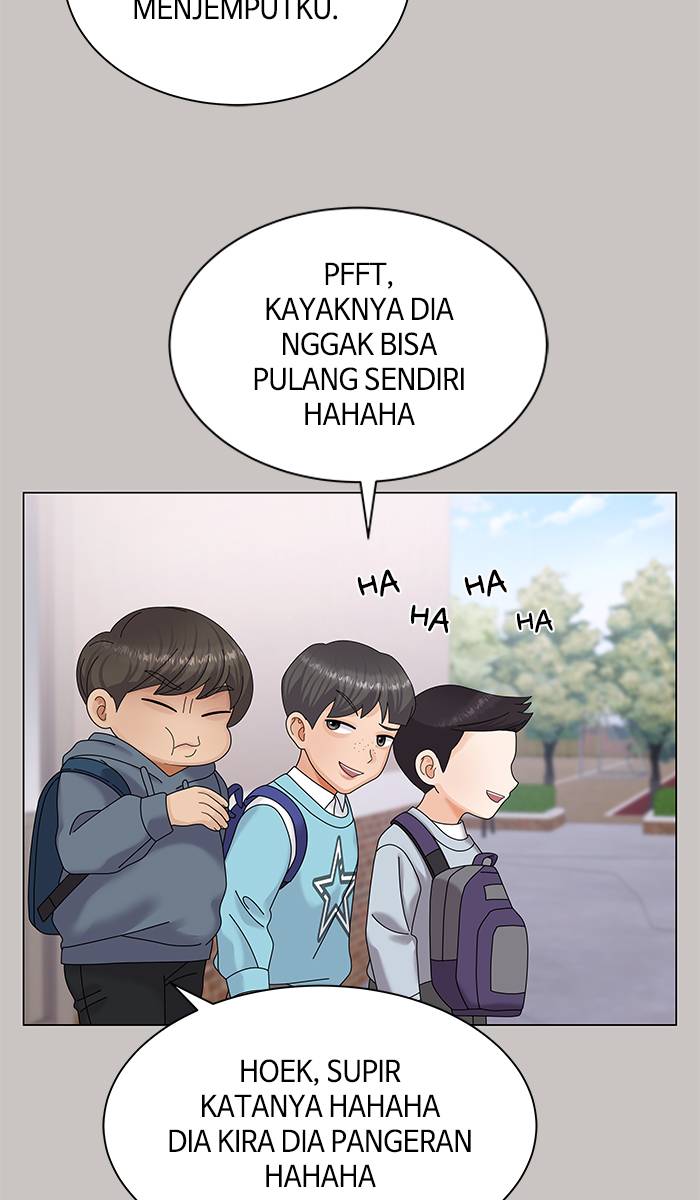 MENJEMPUTKU.
PFFT,
KAYAKNYA DIA
NGGAK BISA
PULANG SENDIRI
HAHAHA
HA
HA
HA
HA
HOEK, SUPIR
KATANYA HAHAHA
DIA KIRA DIA PANGERAN
HAHAHA